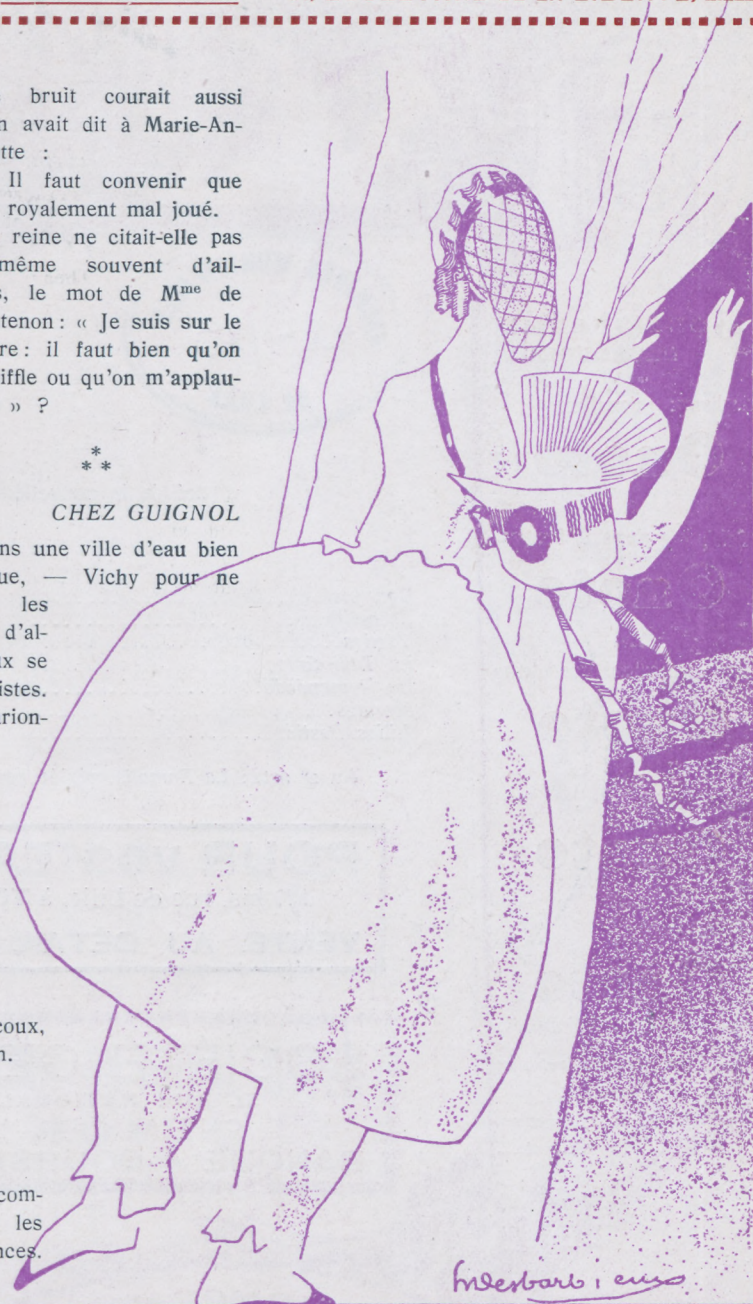 bruit courait aussi
n avait dit à Marie-An-
tte :
Il faut convenir que
royalement mal joué.
reine ne citait-elle pas
même souvent d'ail-
s, le mot de Mme de
tenon : « Je suis sur le
re : il faut bien qu'on
iffle ou qu'on m'applau-
» ?
*
* *
CHEZ GUIGNOL
ns une ville d'eau bien
ue, — Vichy pour ne
les
d'al-
ux se
istes.
rion-
coux,
n.
com-
les
nces.